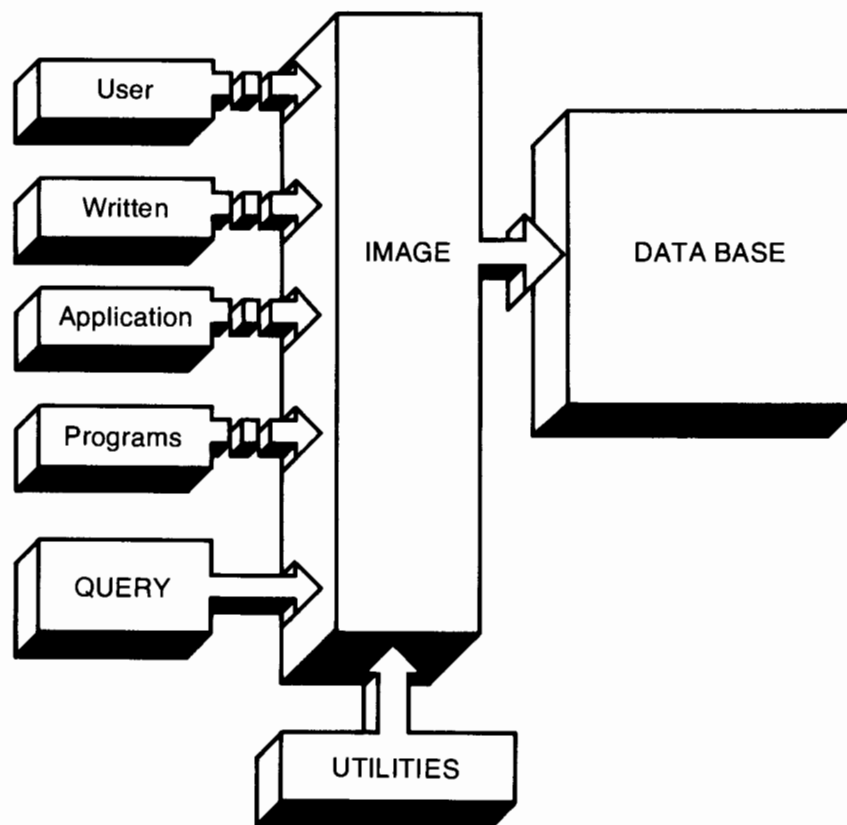 User
Written
Application
Programs
QUERY
IMAGE
DATA BASE
UTILITIES